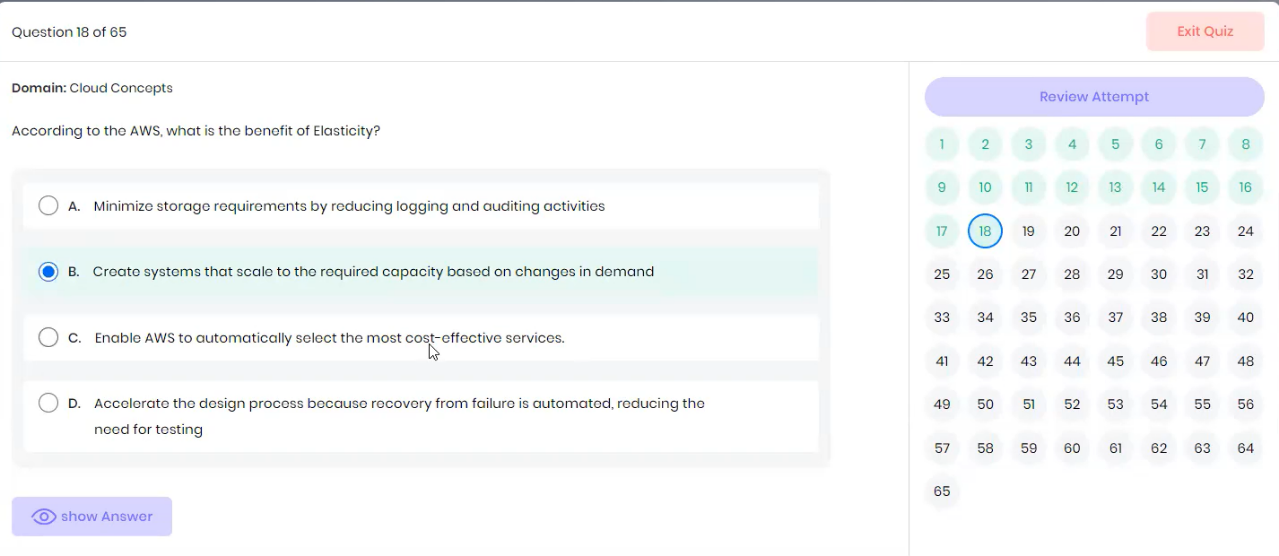 Question 18 of 65
Exit Quiz
Domain: Cloud Concepts
According to the AWS, what is the benefit of Elasticity?
A. Minimize storage requirements by reducing logging and auditing activities
B. Create systems that scale to the required capacity based on changes in demand
C. Enable AWS to automatically select the most cost-effective services.
D. Accelerate the design process because recovery from failure is automated, reducing the
need for testing
show Answer
Review Attempt
1 2 3 4 5 6 7 8
9 10 11 12 13 14 15 16
17 18 19 20 21 22 23 24
25 26 27 28 29 30 31 32
33 34 35 36 37 38 39 40
41 42 43 44 45 46 47 48
49 50 51 52 53 54 55 56
57 58 59 60 61 62 63 64
65